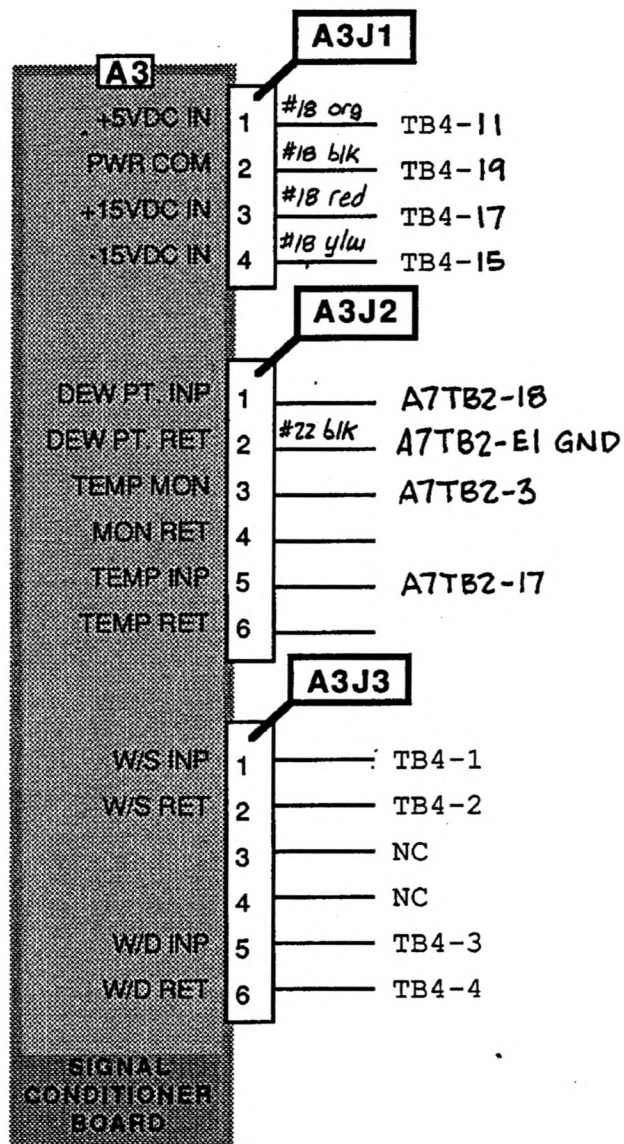 A3J1
A3
+5VDC IN 1 #18 org TB4-11
PWR COM 2 #18 blk TB4-19
+15VDC IN 3 #18 red TB4-17
-15VDC IN 4 #18 ylw TB4-15
A3J2
DEW PT. INP 1 A7TB2-18
DEW PT. RET 2 #22 blk A7TB2-E1 GND
TEMP MON 3 A7TB2-3
MON RET 4
TEMP INP 5 A7TB2-17
TEMP RET 6
A3J3
W/S INP 1 TB4-1
W/S RET 2 TB4-2
3 NC
4 NC
W/D INP 5 TB4-3
W/D RET 6 TB4-4
SIGNAL
CONDITIONER
BOARD